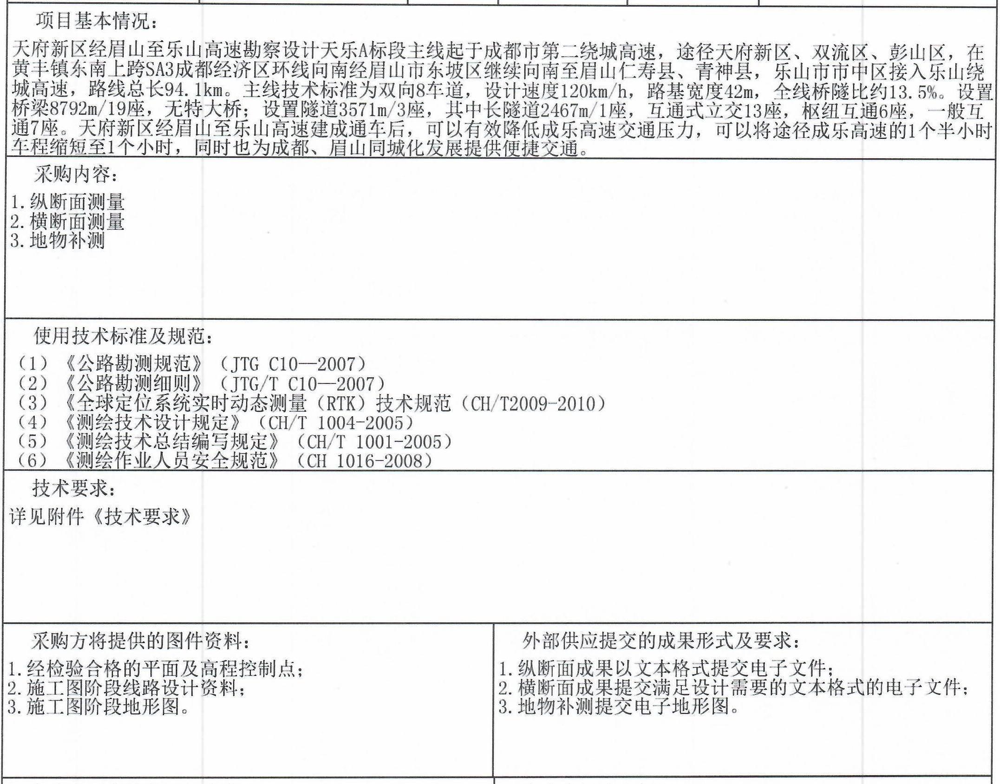 项目基本情况：
天府新区经眉山至乐山高速勘察设计天乐A标段主线起于成都市第二绕城高速，途径天府新区、双流区、彭山区，在
黄丰镇东南上跨SA3成都经济区环线向南经眉山市东坡区继续向南至眉山仁寿县、青神县，乐山市市中区接入乐山绕
城高速，路线总长94.1km。主线技术标准为双向8车道，设计速度120km/h，路基宽度42m，全线桥隧比约13.5%。设置
桥梁8792m/19座，无特大桥；设置隧道3571m/3座，其中长隧道2467m/1座，互通式立交13座，枢纽互通6座，一般互
通7座。天府新区经眉山至乐山高速建成通车后，可以有效降低成乐高速交通压力，可以将途径成乐高速的1个半小时
车程缩短至1个小时，同时也为成都、眉山同城化发展提供便捷交通。
采购内容：
1.纵断面测量
2.横断面测量
3.地物补测
使用技术标准及规范：
（1）《公路勘测规范》（JTG C10—2007）
（2）《公路勘测细则》（JTG/T C10—2007）
（3）《全球定位系统实时动态测量（RTK）技术规范（CH/T2009-2010）
（4）《测绘技术设计规定》（CH/T 1004-2005）
（5）《测绘技术总结编写规定》（CH/T 1001-2005）
（6）《测绘作业人员安全规范》（CH 1016-2008）
技术要求：
详见附件《技术要求》
采购方将提供的图件资料：
1.经检验合格的平面及高程控制点；
2.施工图阶段线路设计资料；
3.施工图阶段地形图。
外部供应提交的成果形式及要求：
1.纵断面成果以文本格式提交电子文件；
2.横断面成果提交满足设计需要的文本格式的电子文件；
3.地物补测提交电子地形图。